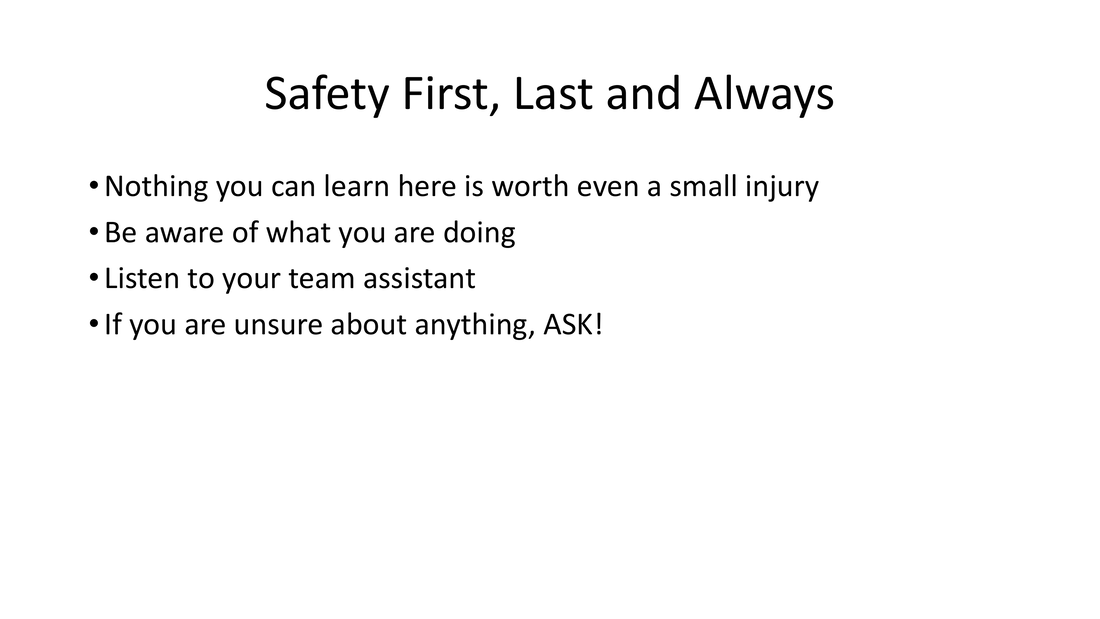 Safety First, Last and Always
• Nothing you can learn here is worth even a small injury
• Be aware of what you are doing
• Listen to your team assistant
• If you are unsure about anything, ASK!